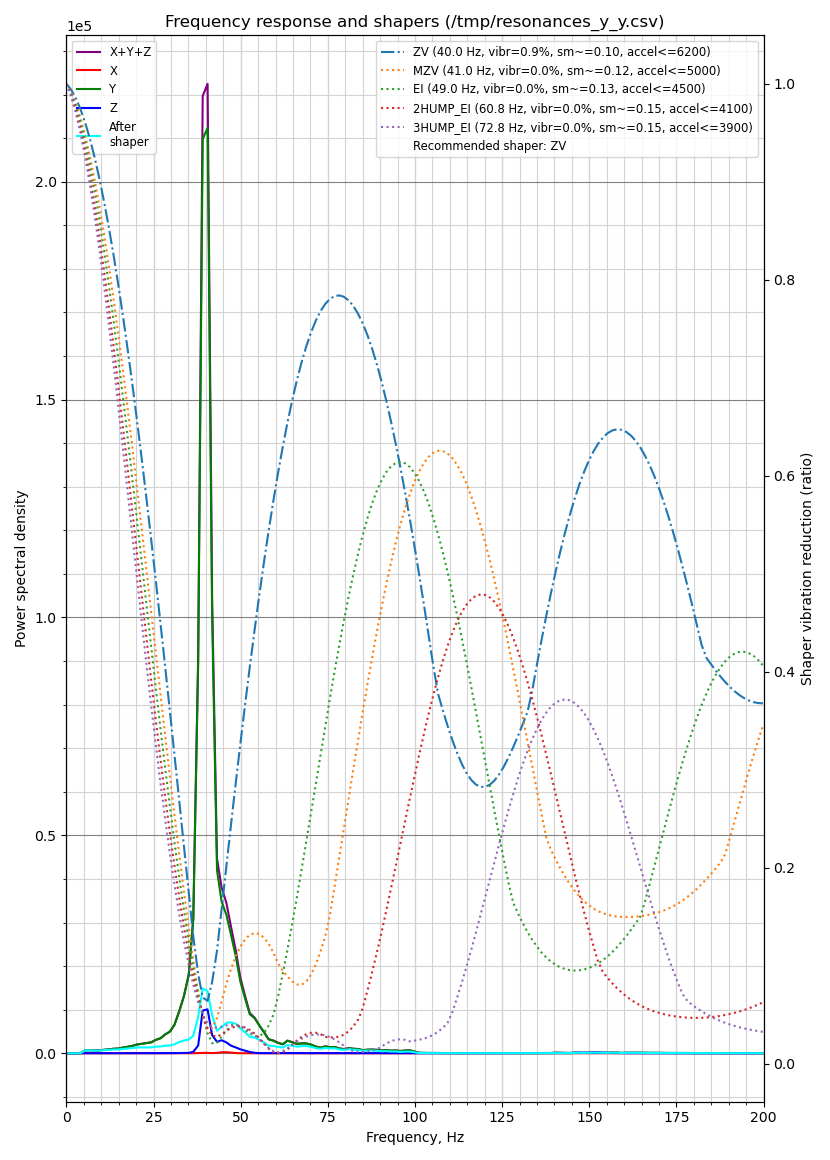 Frequency response and shapers (/tmp/resonances_y_y.csv)
1e5
X+Y+Z
X
Y
Z
After
shaper
ZV (40.0 Hz, vibr=0.9%, sm~=0.10, accel<=6200)
MZV (41.0 Hz, vibr=0.0%, sm~=0.12, accel<=5000)
EI (49.0 Hz, vibr=0.0%, sm~=0.13, accel<=4500)
2HUMP_EI (60.8 Hz, vibr=0.0%, sm~=0.15, accel<=4100)
3HUMP_EI (72.8 Hz, vibr=0.0%, sm~=0.15, accel<=3900)
Recommended shaper: ZV
Power spectral density
2.0
1.5
1.0
0.5
0.0
1.0
0.8
0.6
0.4
0.2
0.0
Shaper vibration reduction (ratio)
0 25 50 75 100 125 150 175 200
Frequency, Hz